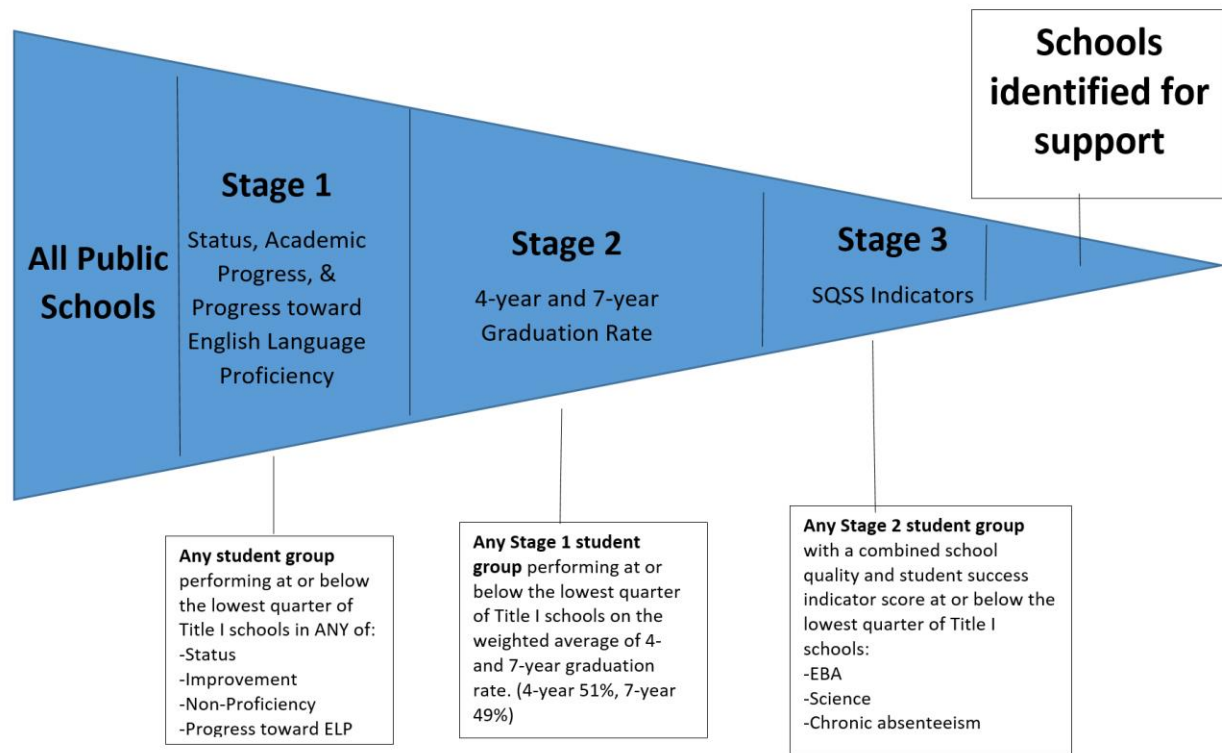 Schools
identified for
support
All Public
Schools
Stage 1
Status, Academic
Progress, &
Progress toward
English Language
Proficiency
Stage 2
4-year and 7-year
Graduation Rate
Stage 3
SQSS Indicators
Any student group
performing at or below
the lowest quarter of
Title I schools in ANY of:
-Status
-Improvement
-Non-Proficiency
-Progress toward ELP
Any Stage 1 student
group performing at or
below the lowest quarter
of Title I schools on the
weighted average of 4-
and 7-year graduation
rate. (4-year 51%, 7-year
49%)
Any Stage 2 student group
with a combined school
quality and student success
indicator score at or below the
lowest quarter of Title I
schools:
-EBA
-Science
-Chronic absenteeism